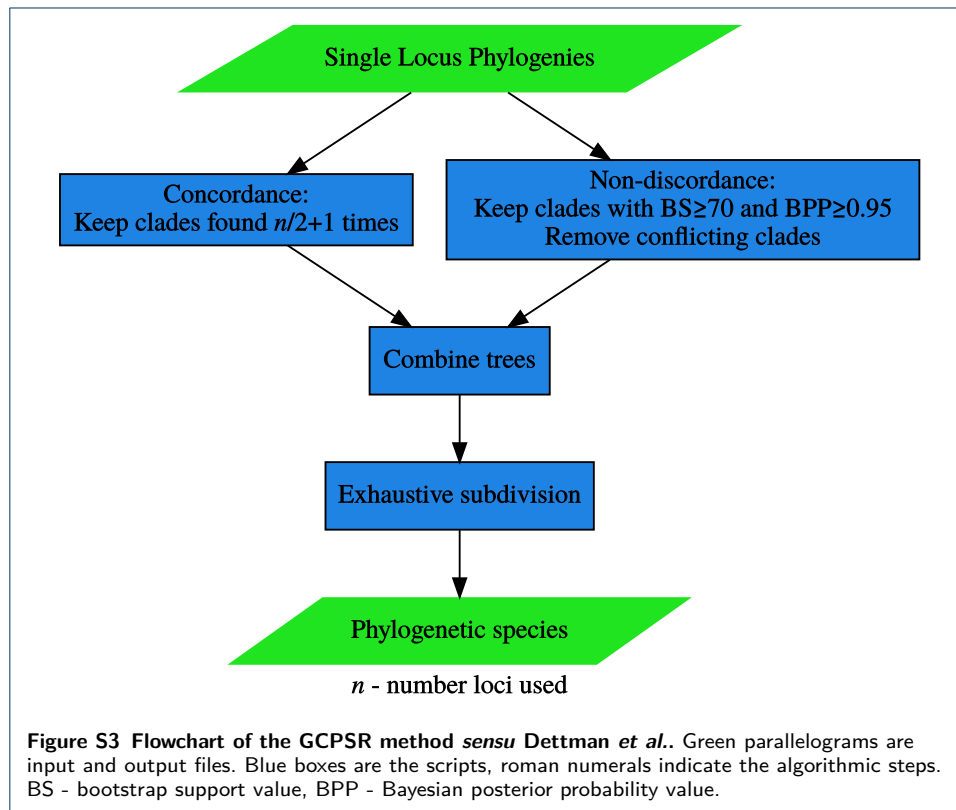 Single Locus Phylogenies
Concordance:
Keep clades found n/2+1 times
Non-discordance:
Keep clades with BS≥70 and BPP≥0.95
Remove conflicting clades
Combine trees
Exhaustive subdivision
Phylogenetic species
n - number loci used
Figure S3 Flowchart of the GCPSR method sensu Dettman et al.. Green parallelograms are
input and output files. Blue boxes are the scripts, roman numerals indicate the algorithmic steps.
BS - bootstrap support value, BPP - Bayesian posterior probability value.